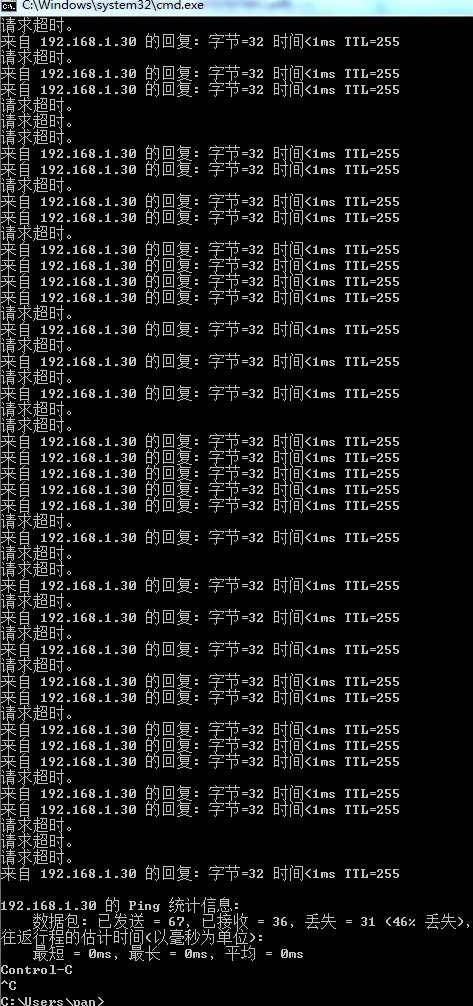 C:\Windows\system32\cmd.exe
请求超时。
来自 192.168.1.30 的回复: 字节=32 时间<1ms TTL=255
请求超时。
来自 192.168.1.30 的回复: 字节=32 时间<1ms TTL=255
来自 192.168.1.30 的回复: 字节=32 时间<1ms TTL=255
请求超时。
请求超时。
请求超时。
来自 192.168.1.30 的回复: 字节=32 时间<1ms TTL=255
来自 192.168.1.30 的回复: 字节=32 时间<1ms TTL=255
请求超时。
来自 192.168.1.30 的回复: 字节=32 时间<1ms TTL=255
来自 192.168.1.30 的回复: 字节=32 时间<1ms TTL=255
请求超时。
来自 192.168.1.30 的回复: 字节=32 时间<1ms TTL=255
来自 192.168.1.30 的回复: 字节=32 时间<1ms TTL=255
来自 192.168.1.30 的回复: 字节=32 时间<1ms TTL=255
来自 192.168.1.30 的回复: 字节=32 时间<1ms TTL=255
请求超时。
来自 192.168.1.30 的回复: 字节=32 时间<1ms TTL=255
请求超时。
来自 192.168.1.30 的回复: 字节=32 时间<1ms TTL=255
请求超时。
来自 192.168.1.30 的回复: 字节=32 时间<1ms TTL=255
请求超时。
请求超时。
来自 192.168.1.30 的回复: 字节=32 时间<1ms TTL=255
来自 192.168.1.30 的回复: 字节=32 时间<1ms TTL=255
来自 192.168.1.30 的回复: 字节=32 时间<1ms TTL=255
来自 192.168.1.30 的回复: 字节=32 时间<1ms TTL=255
来自 192.168.1.30 的回复: 字节=32 时间<1ms TTL=255
请求超时。
来自 192.168.1.30 的回复: 字节=32 时间<1ms TTL=255
请求超时。
请求超时。
来自 192.168.1.30 的回复: 字节=32 时间<1ms TTL=255
请求超时。
来自 192.168.1.30 的回复: 字节=32 时间<1ms TTL=255
请求超时。
来自 192.168.1.30 的回复: 字节=32 时间<1ms TTL=255
请求超时。
来自 192.168.1.30 的回复: 字节=32 时间<1ms TTL=255
来自 192.168.1.30 的回复: 字节=32 时间<1ms TTL=255
请求超时。
来自 192.168.1.30 的回复: 字节=32 时间<1ms TTL=255
来自 192.168.1.30 的回复: 字节=32 时间<1ms TTL=255
来自 192.168.1.30 的回复: 字节=32 时间<1ms TTL=255
请求超时。
来自 192.168.1.30 的回复: 字节=32 时间<1ms TTL=255
来自 192.168.1.30 的回复: 字节=32 时间<1ms TTL=255
请求超时。
请求超时。
请求超时。
来自 192.168.1.30 的回复: 字节=32 时间<1ms TTL=255
192.168.1.30 的 Ping 统计信息:
数据包: 已发送 = 67, 已接收 = 36, 丢失 = 31 (46% 丢失),
往返行程的估计时间(以毫秒为单位):
最短 = 0ms, 最长 = 0ms, 平均 = 0ms
Control-C
^C
C:\Users\pan>